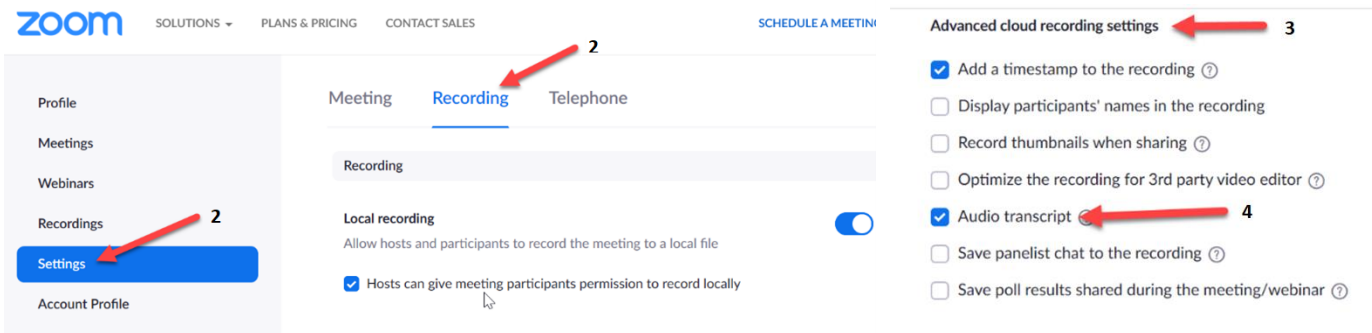 zoom SOLUTIONS PLANS & PRICING CONTACT SALES SCHEDULE A MEETIN
2
Profile
Meetings
Webinars
Recordings
2
Settings
Account Profile
Meeting Recording Telephone
Recording
Local recording
Allow hosts and participants to record the meeting to a local file
Hosts can give meeting participants permission to record locally
Advanced cloud recording settings 3
Add a timestamp to the recording ?
Display participants' names in the recording
Record thumbnails when sharing ?
Optimize the recording for 3rd party video editor ?
Audio transcript 4
Save panelist chat to the recording ?
Save poll results shared during the meeting/webinar ?